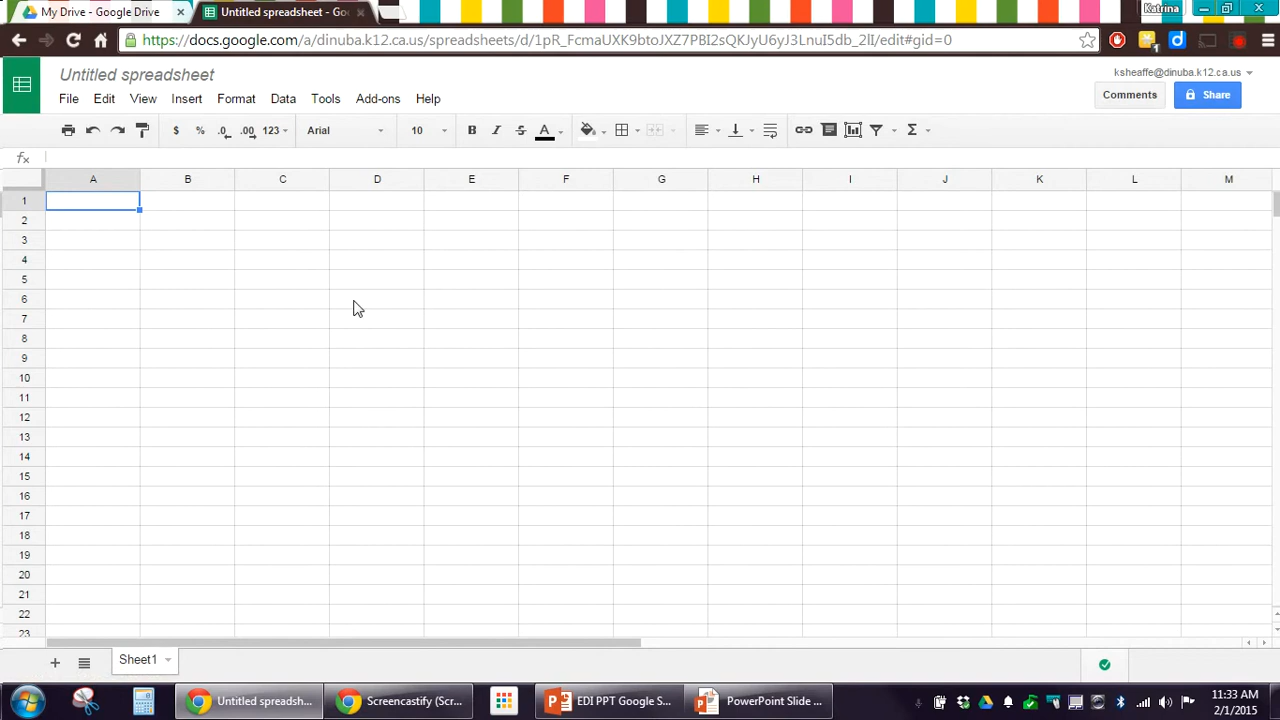 My Drive - Google Drive
Untitled spreadsheet - Goo
Katrina
https://docs.google.com/a/dinuba.k12.ca.us/spreadsheets/d/1pR_FcmaUXK9btoJXZ7PBI2sQKJyU6yJ3LnuI5db_2lI/edit#gid=0
Untitled spreadsheet
ksheaffe@dinuba.k12.ca.us
File Edit View Insert Format Data Tools Add-ons Help
Comments
Share
$ % .0 .00 123 Arial 10 B I S A Σ
fx
A B C D E F G H I J K L M
1
2
3
4
5
6
7
8
9
10
11
12
13
14
15
16
17
18
19
20
21
22
23
+ Sheet1
Untitled spreadsh...
Screencastify (Scr...
EDI PPT Google S...
PowerPoint Slide ...
11:33 AM
2/1/2015